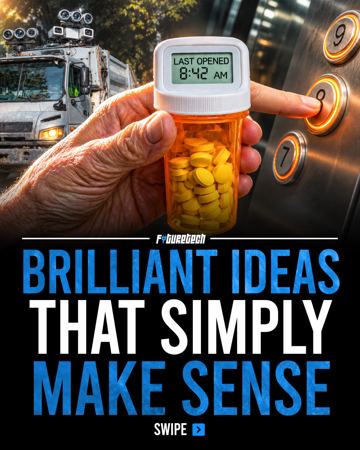 LAST OPENED
8:42 AM
9
8
7
FUTURETECH
BRILLIANT IDEAS
THAT SIMPLY
MAKE SENSE
SWIPE